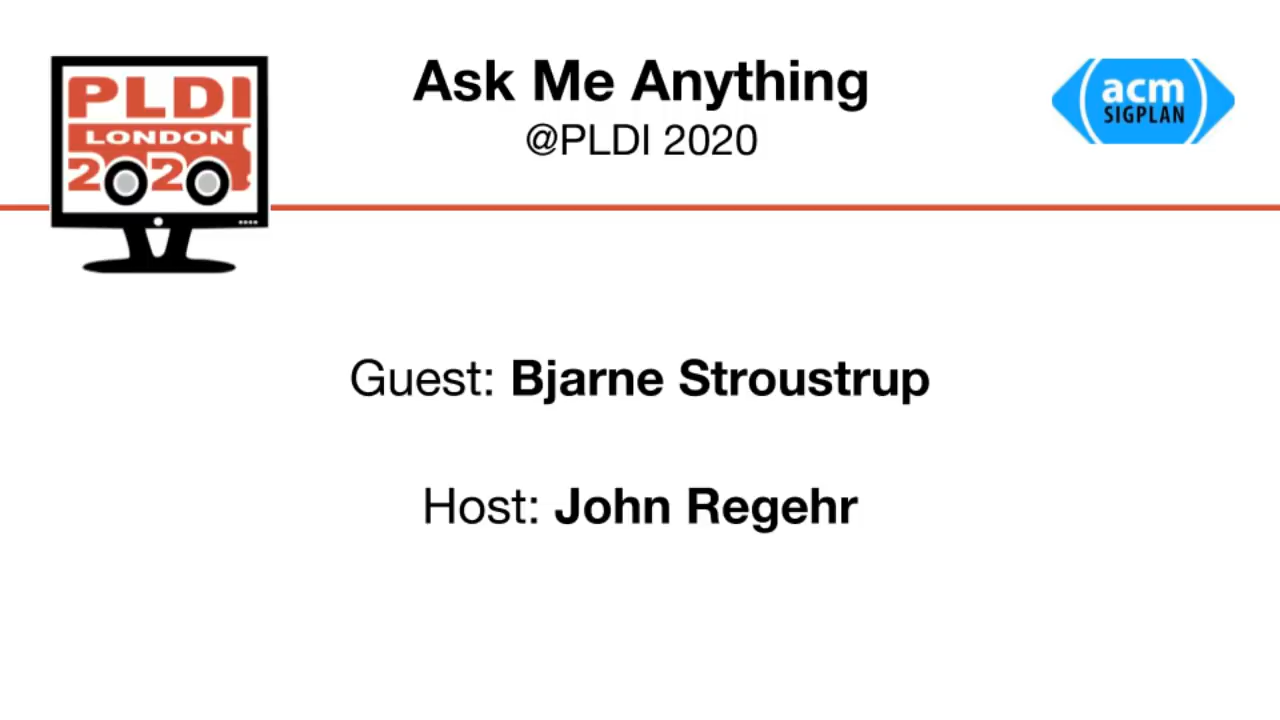 PLDI
LONDON
2020
Ask Me Anything
@PLDI 2020
acm
SIGPLAN
Guest: Bjarne Stroustrup
Host: John Regehr